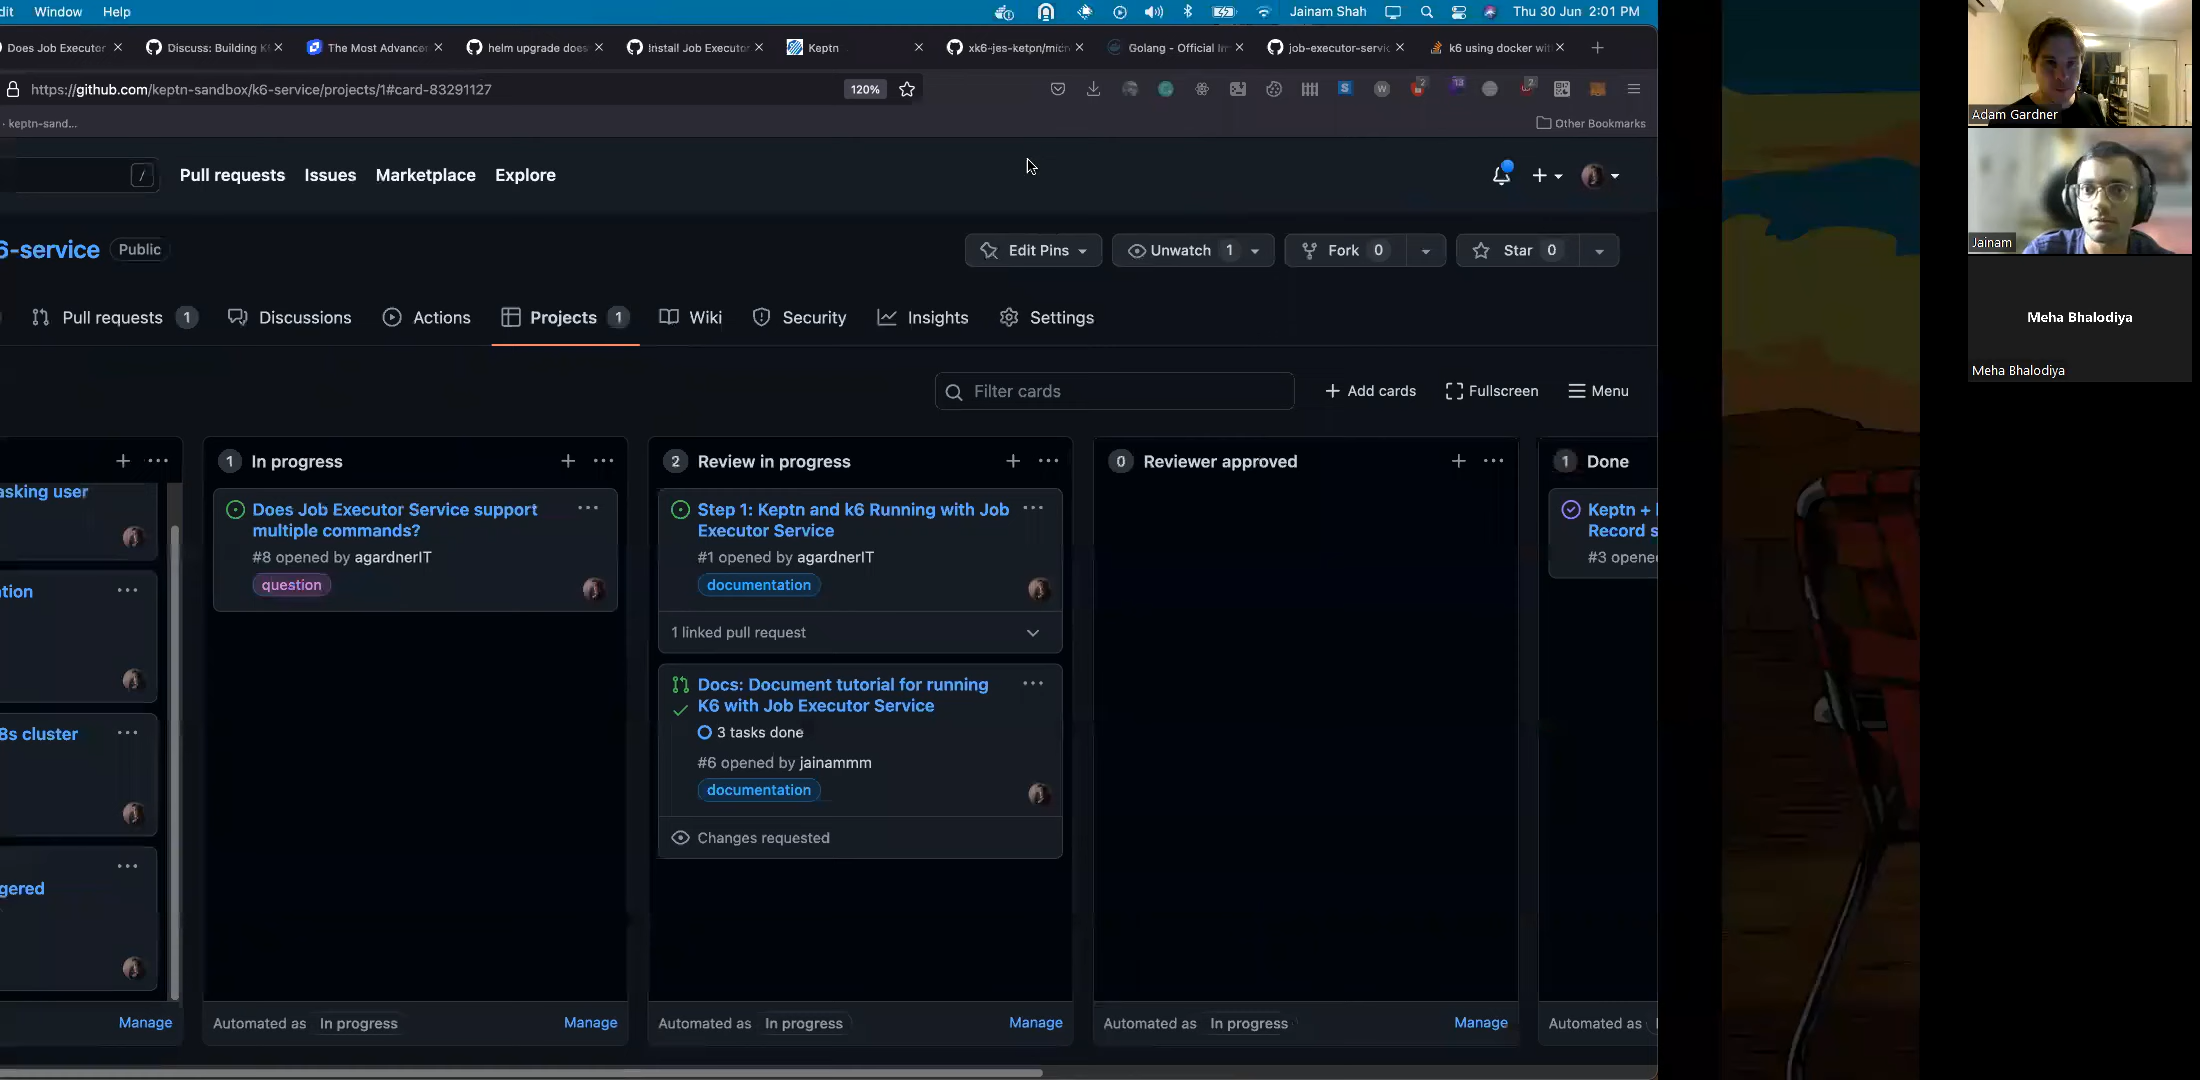 dit Window Help Jainam Shah Thu 30 Jun 2:01 PM
Does Job Executor Discuss: Building K The Most Advance helm upgrade does Install Job Executor Keptn xk6-jes-ketpn/mic Golang - Official Im job-executor-servic k6 using docker wit
https://github.com/keptn-sandbox/k6-service/projects/1#card-83291127 120%
· keptn-sand... Other Bookmarks
/ Pull requests Issues Marketplace Explore
6-service Public Edit Pins Unwatch 1 Fork 0 Star 0
Pull requests 1 Discussions Actions Projects 1 Wiki Security Insights Settings
Filter cards Add cards Fullscreen Menu
asking user
tion
8s cluster
gered
Manage
1 In progress
Does Job Executor Service support
multiple commands?
#8 opened by agardnerIT
question
Automated as In progress Manage
2 Review in progress
Step 1: Keptn and k6 Running with Job
Executor Service
#1 opened by agardnerIT
documentation
1 linked pull request
Docs: Document tutorial for running
K6 with Job Executor Service
3 tasks done
#6 opened by jainammm
documentation
Changes requested
Automated as In progress Manage
0 Reviewer approved
Automated as In progress Manage
1 Done
Keptn +
Record s
#3 opene
Automated as
Adam Gardner
Jainam
Meha Bhalodiya
Meha Bhalodiya